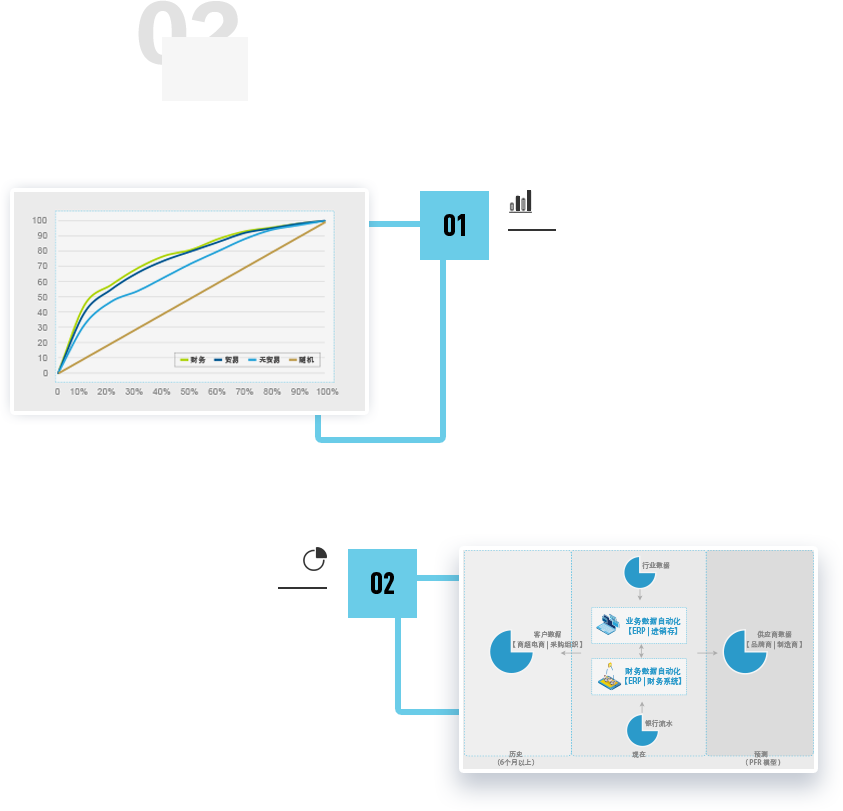 02
01
100
90
80
70
60
50
40
30
20
10
0
财务 贸易 天贸易 随机
0 10% 20% 30% 40% 50% 60% 70% 80% 90% 100%
02
行业数据
业务数据自动化
【ERP | 进销存】
客户数据
【商超电商 | 采购组织】
供应商数据
【品牌商 | 制造商】
财务数据自动化
【ERP | 财务系统】
银行流水
历史
(6个月以上)
现在
预测
(PFR 模型)